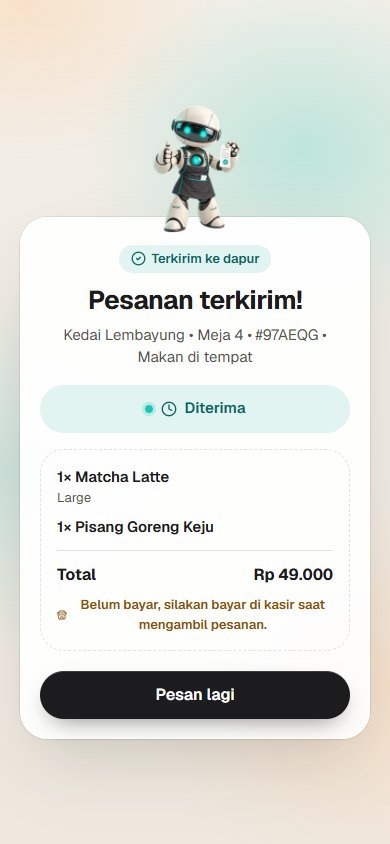 Terkirim ke dapur
Pesanan terkirim!
Kedai Lembayung • Meja 4 • #97AEQG •
Makan di tempat
Diterima
1× Matcha Latte
Large
1× Pisang Goreng Keju
Total Rp 49.000
Belum bayar, silakan bayar di kasir saat
mengambil pesanan.
Pesan lagi